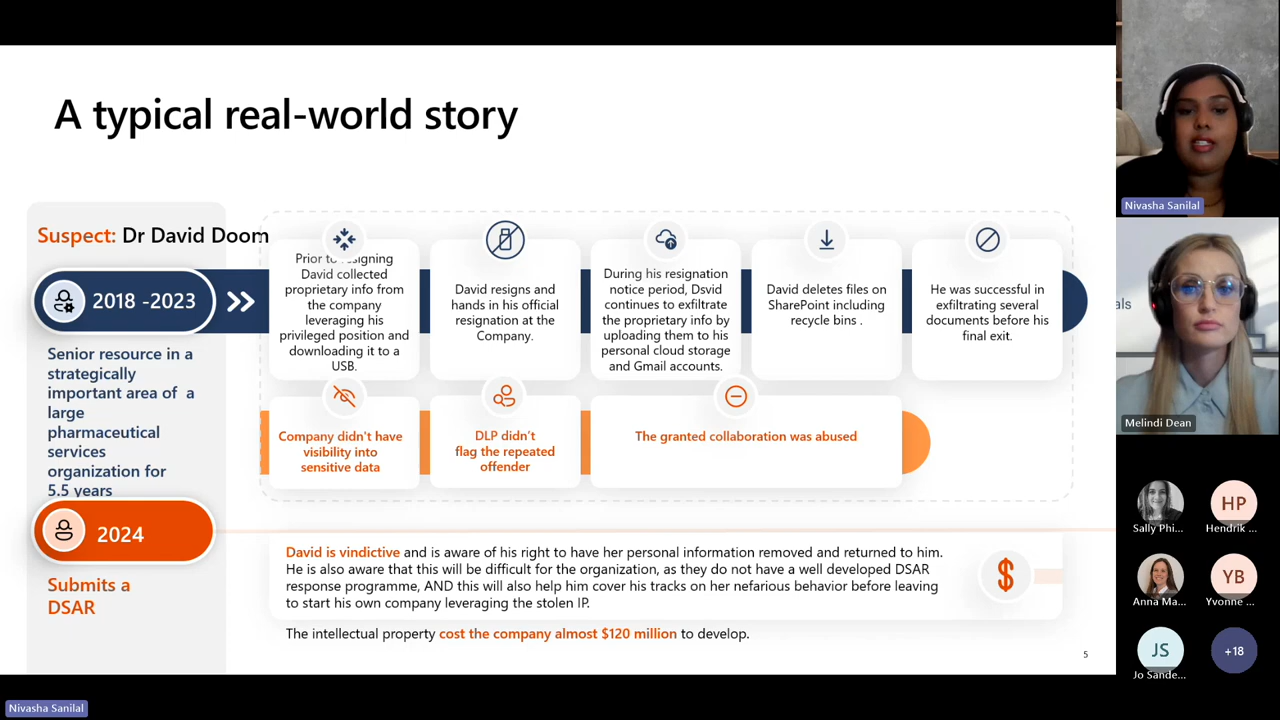 A typical real-world story
Suspect: Dr David Doom
2018 -2023
Senior resource in a
strategically
important area of a
large
pharmaceutical
services
organization for
5.5 years
Prior to resigning
David collected
proprietary info from
the company
leveraging his
privileged position and
downloading it to a
USB.
David resigns and
hands in his official
resignation at the
Company.
During his resignation
notice period, Dsvid
continues to exfiltrate
the proprietary info by
uploading them to his
personal cloud storage
and Gmail accounts.
David deletes files on
SharePoint including
recycle bins .
He was successful in
exfiltrating several
documents before his
final exit.
Company didn't have
visibility into
sensitive data
DLP didn't
flag the repeated
offender
The granted collaboration was abused
2024
Submits a
DSAR
David is vindictive and is aware of his right to have her personal information removed and returned to him.
He is also aware that this will be difficult for the organization, as they do not have a well developed DSAR
response programme, AND this will also help him cover his tracks on her nefarious behavior before leaving
to start his own company leveraging the stolen IP.
$
The intellectual property cost the company almost $120 million to develop.
5
Nivasha Sanilal
als
Melindi Dean
Sally Phi...
HP
Hendrik ...
Anna Ma...
YB
Yvonne ...
JS
Jo Sande...
+18
Nivasha Sanilal